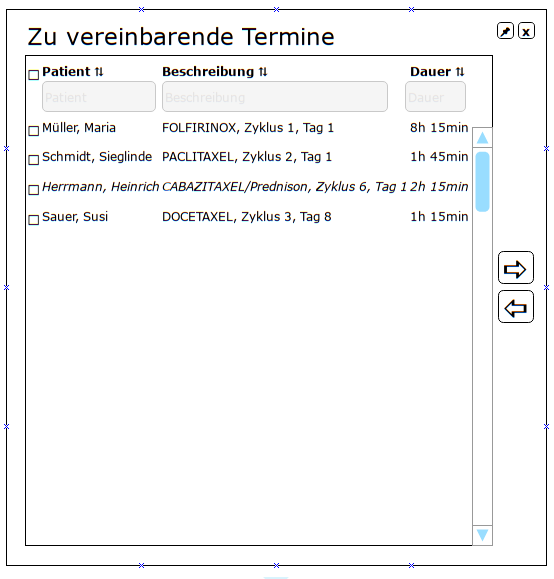 Zu vereinbarende Termine
x
Patient ⇅ Beschreibung ⇅ Dauer ⇅
Patient Beschreibung Dauer
Müller, Maria FOLFIRINOX, Zyklus 1, Tag 1 8h 15min
Schmidt, Sieglinde PACLITAXEL, Zyklus 2, Tag 1 1h 45min
Herrmann, Heinrich CABAZITAXEL/Prednison, Zyklus 6, Tag 1 2h 15min
Sauer, Susi DOCETAXEL, Zyklus 3, Tag 8 1h 15min